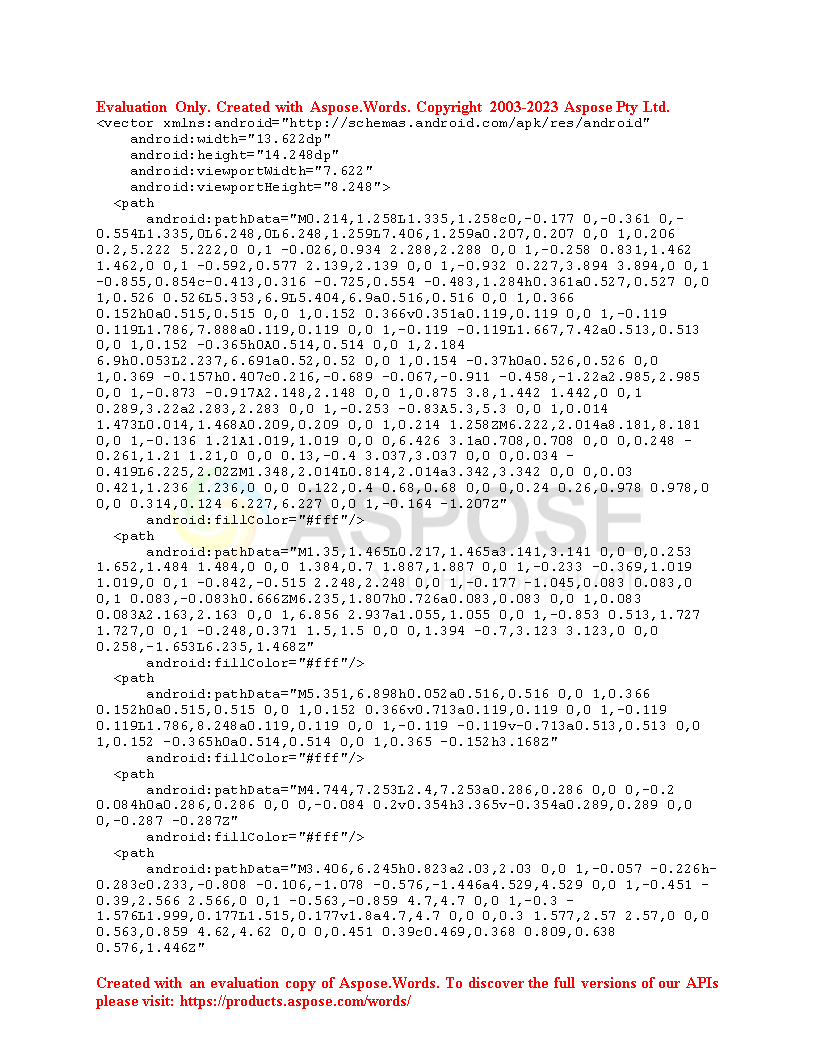 Evaluation Only. Created with Aspose.Words. Copyright 2003-2023 Aspose Pty Ltd.
<vector xmlns:android="http://schemas.android.com/apk/res/android"
android:width="13.622dp"
android:height="14.248dp"
android:viewportWidth="7.622"
android:viewportHeight="8.248">
<path
android:pathData="M0.214,1.258L1.335,1.258c0,-0.177 0,-0.361 0,-
0.554L1.335,0L6.248,0L6.248,1.259L7.406,1.259a0.207,0.207 0,0 1,0.206
0.2,5.222 5.222,0 0,1 -0.026,0.934 2.288,2.288 0,0 1,-0.258 0.831,1.462
1.462,0 0,1 -0.592,0.577 2.139,2.139 0,0 1,-0.932 0.227,3.894 3.894,0 0,1
-0.855,0.854c-0.413,0.316 -0.725,0.554 -0.483,1.284h0.361a0.527,0.527 0,0
1,0.526 0.526L5.353,6.9L5.404,6.9a0.516,0.516 0,0 1,0.366
0.152h0a0.515,0.515 0,0 1,0.152 0.366v0.351a0.119,0.119 0,0 1,-0.119
0.119L1.786,7.888a0.119,0.119 0,0 1,-0.119 -0.119L1.667,7.42a0.513,0.513
0,0 1,0.152 -0.365h0A0.514,0.514 0,0 1,2.184
6.9h0.053L2.237,6.691a0.52,0.52 0,0 1,0.154 -0.37h0a0.526,0.526 0,0
1,0.369 -0.157h0.407c0.216,-0.689 -0.067,-0.911 -0.458,-1.22a2.985,2.985
0,0 1,-0.873 -0.917A2.148,2.148 0,0 1,0.875 3.8,1.442 1.442,0 0,1
0.289,3.22a2.283,2.283 0,0 1,-0.253 -0.83A5.3,5.3 0,0 1,0.014
1.473L0.014,1.468A0.209,0.209 0,0 1,0.214 1.258ZM6.222,2.014a8.181,8.181
0,0 1,-0.136 1.21A1.019,1.019 0,0 0,6.426 3.1a0.708,0.708 0,0 0,0.248 -
0.261,1.21 1.21,0 0,0 0.13,-0.4 3.037,3.037 0,0 0,0.034 -
0.419L6.225,2.02ZM1.348,2.014L0.814,2.014a3.342,3.342 0,0 0,0.03
0.421,1.236 1.236,0 0,0 0.122,0.4 0.68,0.68 0,0 0,0.24 0.26,0.978 0.978,0
0,0 0.314,0.124 6.227,6.227 0,0 1,-0.164 -1.207Z"
android:fillColor="#fff"/>
<path
android:pathData="M1.35,1.465L0.217,1.465a3.141,3.141 0,0 0,0.253
1.652,1.484 1.484,0 0,0 1.384,0.7 1.887,1.887 0,0 1,-0.233 -0.369,1.019
1.019,0 0,1 -0.842,-0.515 2.248,2.248 0,0 1,-0.177 -1.045,0.083 0.083,0
0,1 0.083,-0.083h0.666ZM6.235,1.807h0.726a0.083,0.083 0,0 1,0.083
0.083A2.163,2.163 0,0 1,6.856 2.937a1.055,1.055 0,0 1,-0.853 0.513,1.727
1.727,0 0,1 -0.248,0.371 1.5,1.5 0,0 0,1.394 -0.7,3.123 3.123,0 0,0
0.258,-1.653L6.235,1.468Z"
android:fillColor="#fff"/>
<path
android:pathData="M5.351,6.898h0.052a0.516,0.516 0,0 1,0.366
0.152h0a0.515,0.515 0,0 1,0.152 0.366v0.713a0.119,0.119 0,0 1,-0.119
0.119L1.786,8.248a0.119,0.119 0,0 1,-0.119 -0.119v-0.713a0.513,0.513 0,0
1,0.152 -0.365h0a0.514,0.514 0,0 1,0.365 -0.152h3.168Z"
android:fillColor="#fff"/>
<path
android:pathData="M4.744,7.253L2.4,7.253a0.286,0.286 0,0 0,-0.2
0.084h0a0.286,0.286 0,0 0,-0.084 0.2v0.354h3.365v-0.354a0.289,0.289 0,0
0,-0.287 -0.287Z"
android:fillColor="#fff"/>
<path
android:pathData="M3.406,6.245h0.823a2.03,2.03 0,0 1,-0.057 -0.226h-
0.283c0.233,-0.808 -0.106,-1.078 -0.576,-1.446a4.529,4.529 0,0 1,-0.451 -
0.39,2.566 2.566,0 0,1 -0.563,-0.859 4.7,4.7 0,0 1,-0.3 -
1.576L1.999,0.177L1.515,0.177v1.8a4.7,4.7 0,0 0,0.3 1.577,2.57 2.57,0 0,0
0.563,0.859 4.62,4.62 0,0 0,0.451 0.39c0.469,0.368 0.809,0.638
0.576,1.446Z"
ASPOSE
Created with an evaluation copy of Aspose.Words. To discover the full versions of our APIs
please visit: https://products.aspose.com/words/